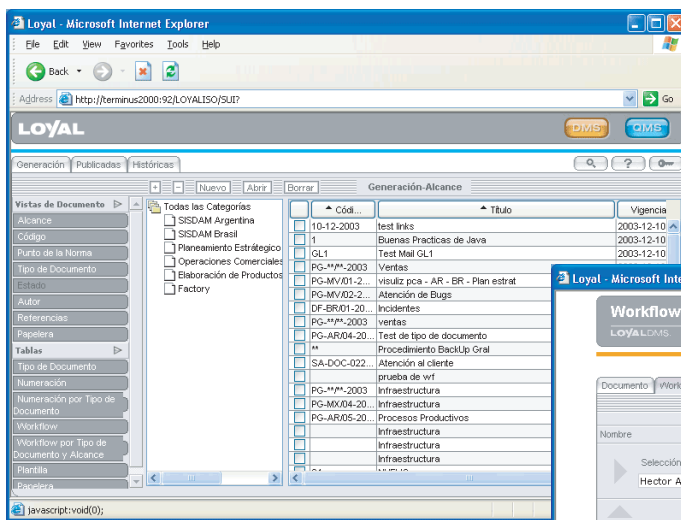 Loyal - Microsoft Internet Explorer
File Edit View Favorites Tools Help
Back
Address http://terminus2000:92/LOYALISO/SUI? Go
LOYAL DMS QMS
Generación Publicadas Históricas ?
+ - Nuevo Abrir Borrar Generación-Alcance
Vistas de Documento
Alcance
Código
Punto de la Norma
Tipo de Documento
Estado
Autor
Referencias
Papelera
Tablas
Tipo de Documento
Numeración
Numeración por Tipo de
Documento
Workflow
Workflow por Tipo de
Documento y Alcance
Plantilla
Papelera
Todas las Categorías
SISDAM Argentina
SISDAM Brasil
Planeamiento Estratégico
Operaciones Comerciales
Elaboración de Productos
Factory
Códi... Título Vigencia
10-12-2003 test links 2003-12-10
1 Buenas Practicas de Java 2003-12-10
GL1 Test Mail GL1 2003-12-10
PG-**/**-2003 Ventas
PG-MV/01-2... visuliz pca - AR - BR - Plan estrat
PG-MV/02-2... Atención de Bugs
DF-BR/01-20... Incidentes
PG-**/**-2003 ventas
PG-AR/04-20... Test de tipo de documento
** Procedimiento BackUp Gral
SA-DOC-022... Atención al cliente
prueba de wf
PG-**/**-2003 Infraestructura
PG-MX/04-20... Infraestructura
PG-AR/05-20... Procesos Productivos
Infraestructura
Infraestructura
Infraestructura
Loyal - Microsoft Inte
Workflow
LOYALDMS
Documento Work
Nombre
Selección
Hector A
javascript:void(0);